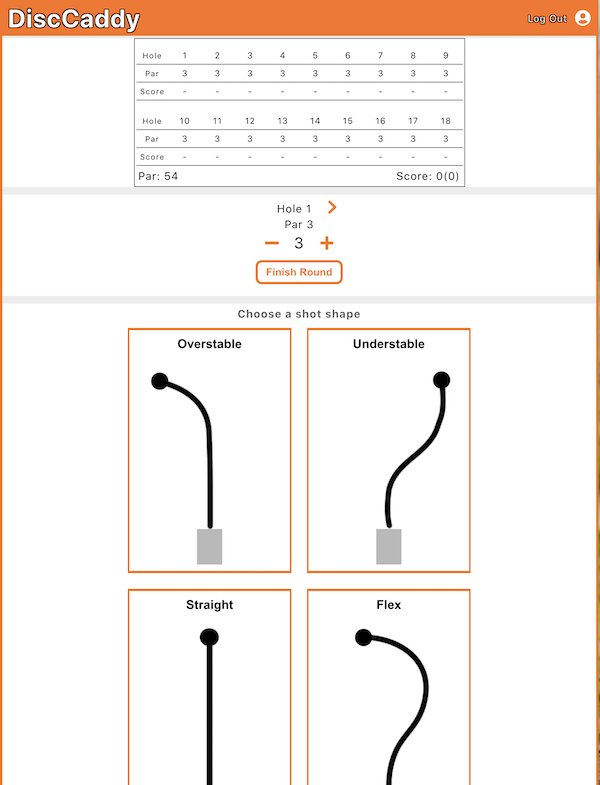 DiscCaddy
Log Out
Hole 1 2 3 4 5 6 7 8 9
Par 3 3 3 3 3 3 3 3 3
Score - - - - - - - - -
Hole 10 11 12 13 14 15 16 17 18
Par 3 3 3 3 3 3 3 3 3
Score - - - - - - - - -
Par: 54 Score: 0(0)
Hole 1
Par 3
3
Finish Round
Choose a shot shape
Overstable Understable
Straight Flex